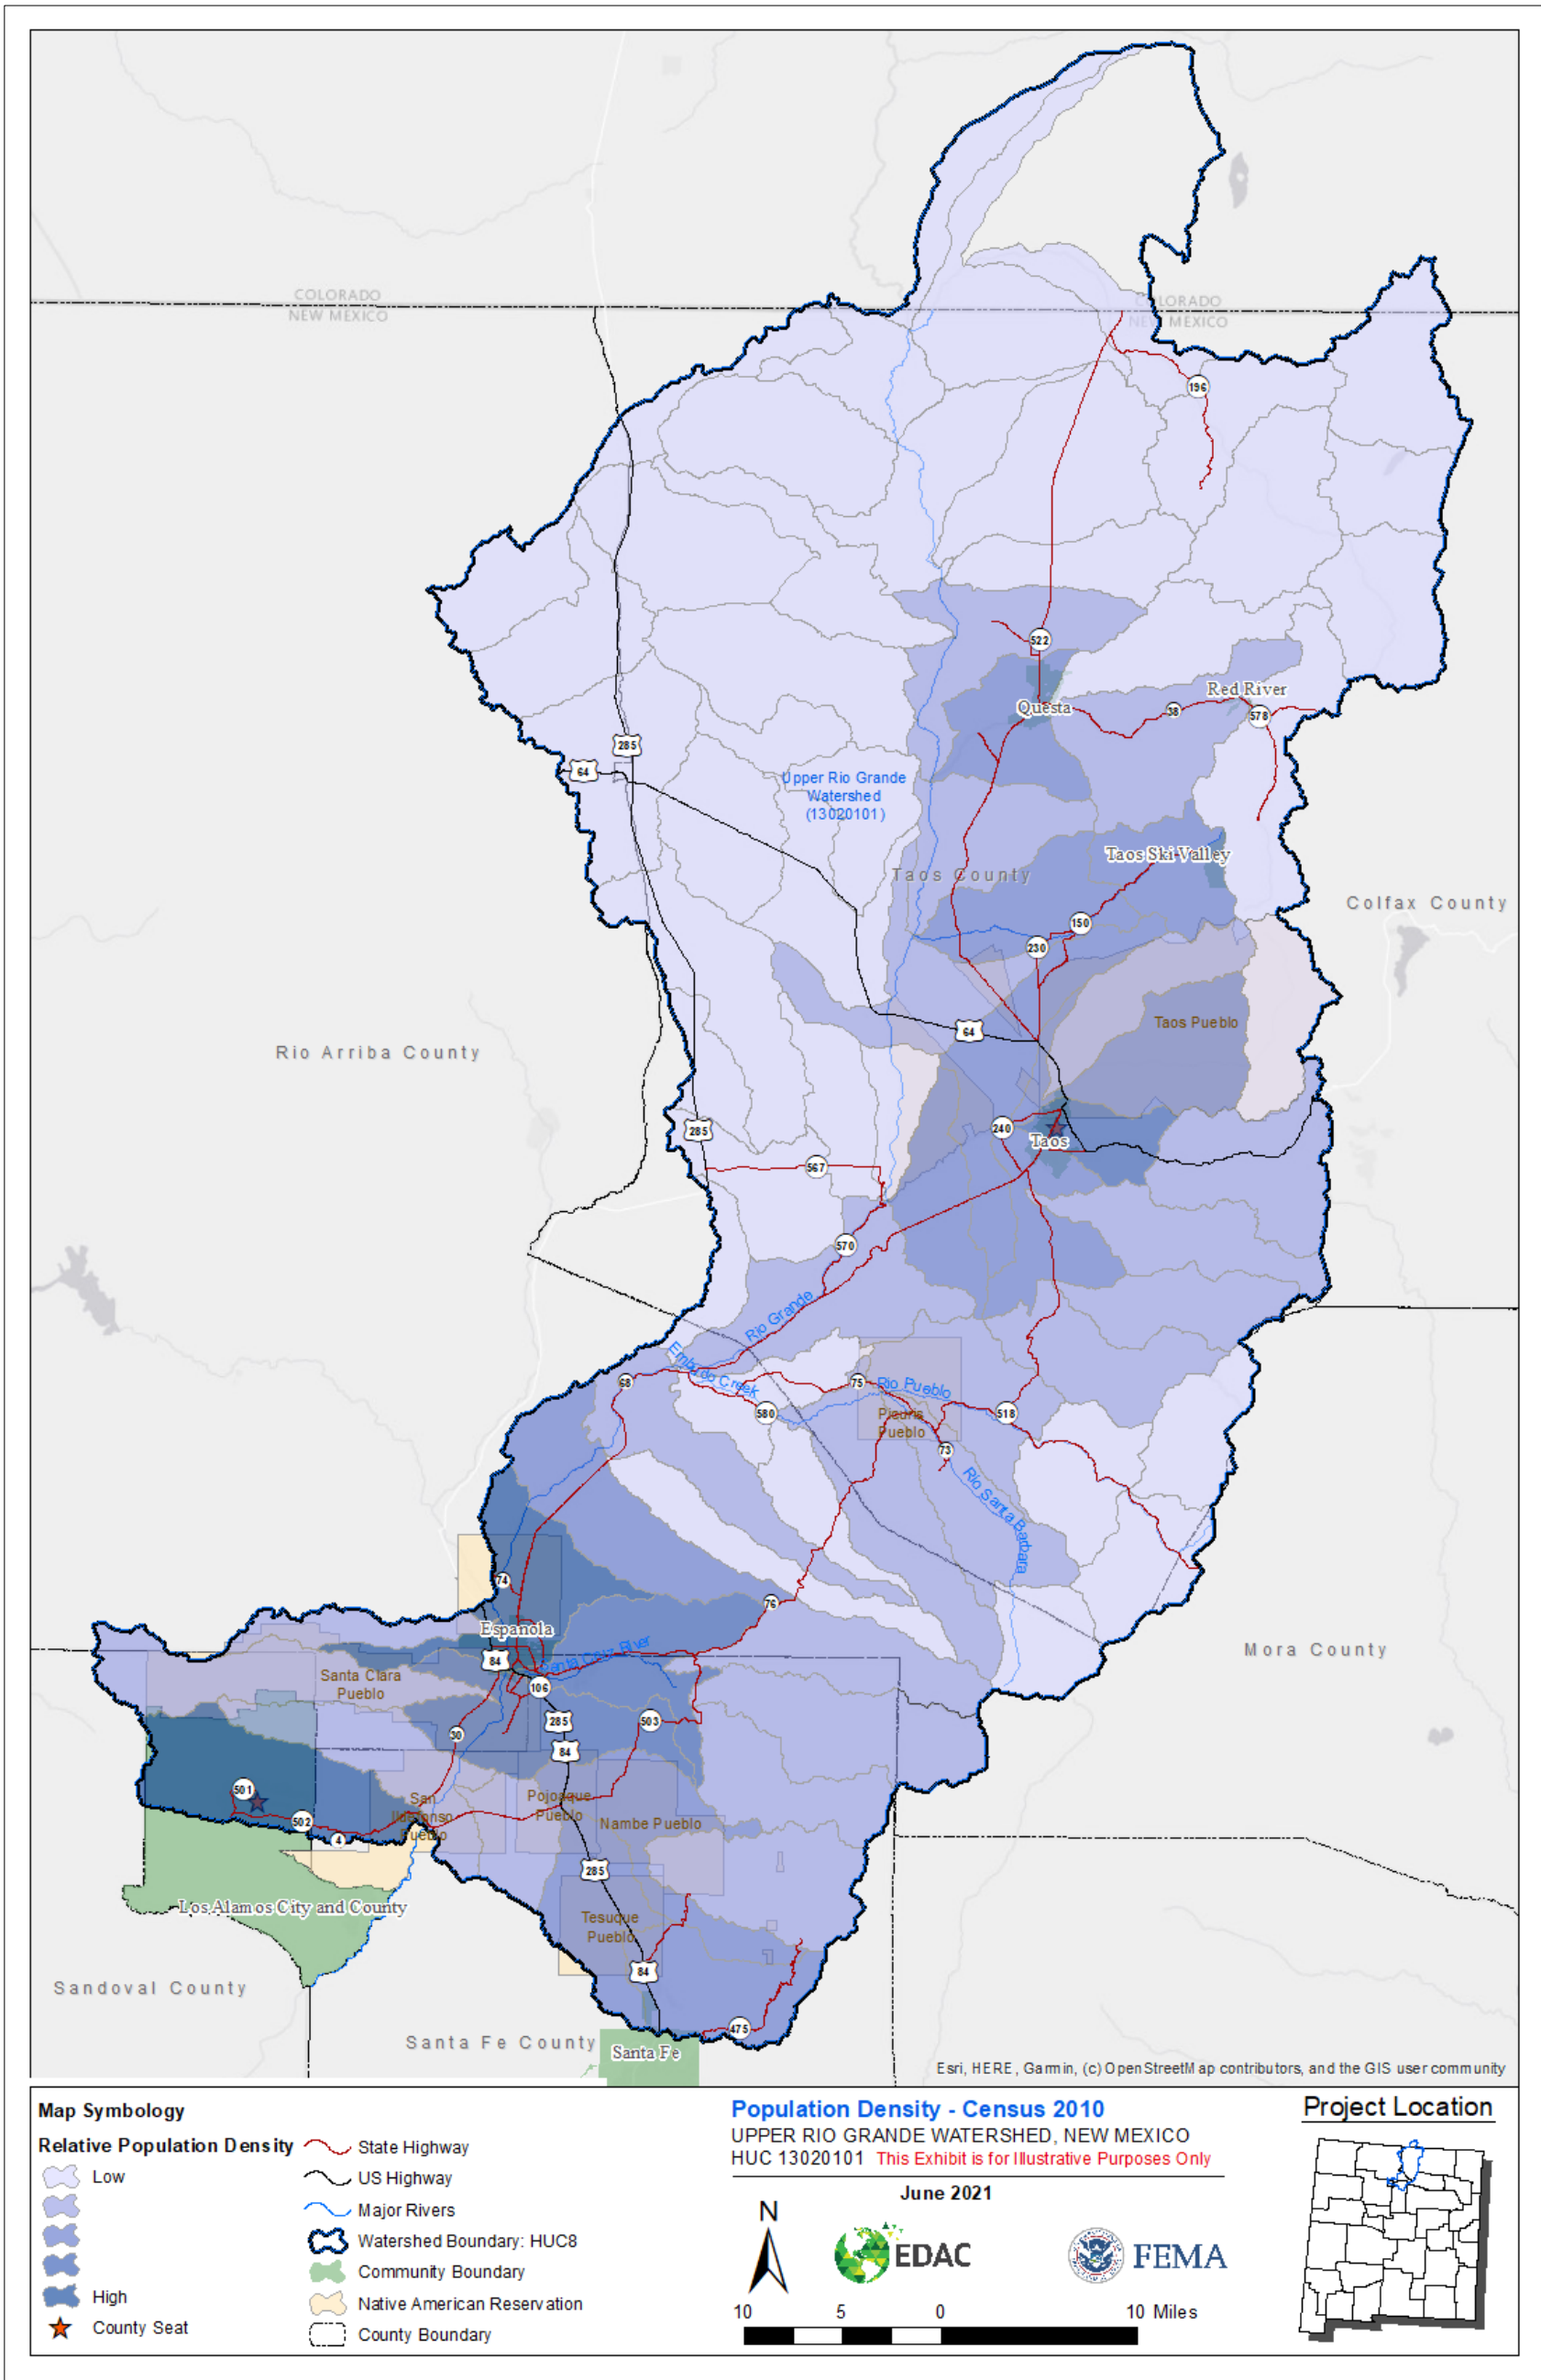 COLORADO
NEW MEXICO
COLORADO
NEW MEXICO
196
522
Questa
Red River
38
578
285
64
Upper Rio Grande
Watershed
(13020101)
Taos Ski Valley
Taos County
Colfax County
150
230
Taos Pueblo
64
Rio Arriba County
285
240
Taos
567
570
Rio Grande
Embudo Creek
68
75
Rio Pueblo
580
Picuris
Pueblo
518
73
Rio Santa Barbara
74
76
Espanola
Santa Cruz River
84
Mora County
Santa Clara
Pueblo
106
285
503
30
84
501
San
Ildefonso
Pueblo
Pojoaque
Pueblo
Nambe Pueblo
502
4
285
Los Alamos City and County
Tesuque
Pueblo
84
Sandoval County
475
Santa Fe County
Santa Fe
Esri, HERE, Garmin, (c) OpenStreetMap contributors, and the GIS user community
Map Symbology
Relative Population Density
Low
High
County Seat
State Highway
US Highway
Major Rivers
Watershed Boundary: HUC8
Community Boundary
Native American Reservation
County Boundary
Population Density - Census 2010
UPPER RIO GRANDE WATERSHED, NEW MEXICO
HUC 13020101 This Exhibit is for Illustrative Purposes Only
June 2021
N
EDAC
FEMA
10 5 0 10 Miles
Project Location